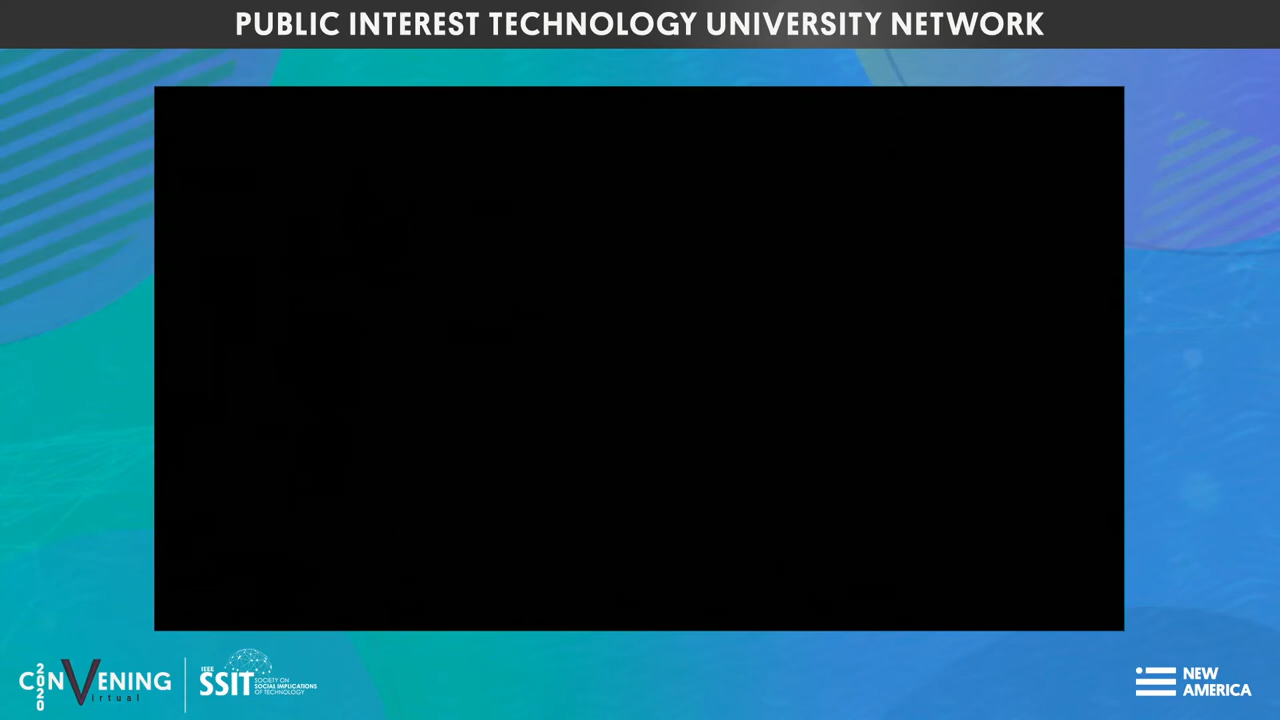 PUBLIC INTEREST TECHNOLOGY UNIVERSITY NETWORK
2020
CONVENING
Virtual
IEEE
SSIT
SOCIETY ON
SOCIAL IMPLICATIONS
OF TECHNOLOGY
NEW
AMERICA